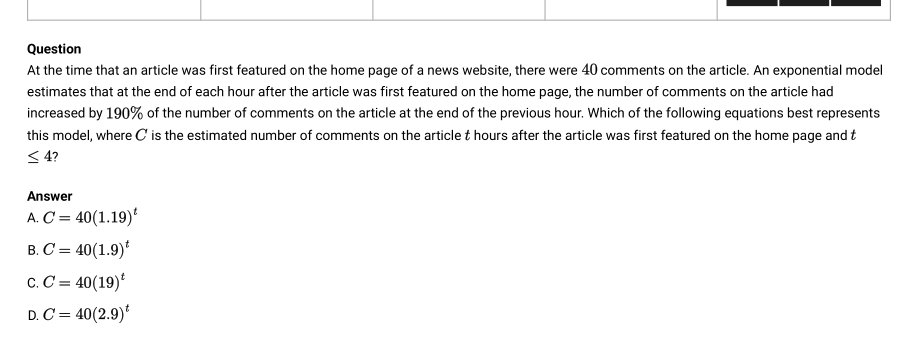 Question
At the time that an article was first featured on the home page of a news website, there were 40 comments on the article. An exponential model
estimates that at the end of each hour after the article was first featured on the home page, the number of comments on the article had
increased by 190% of the number of comments on the article at the end of the previous hour. Which of the following equations best represents
this model, where C is the estimated number of comments on the article t hours after the article was first featured on the home page and t
≤ 4?
Answer
A. C = 40(1.19)^t
B. C = 40(1.9)^t
C. C = 40(19)^t
D. C = 40(2.9)^t